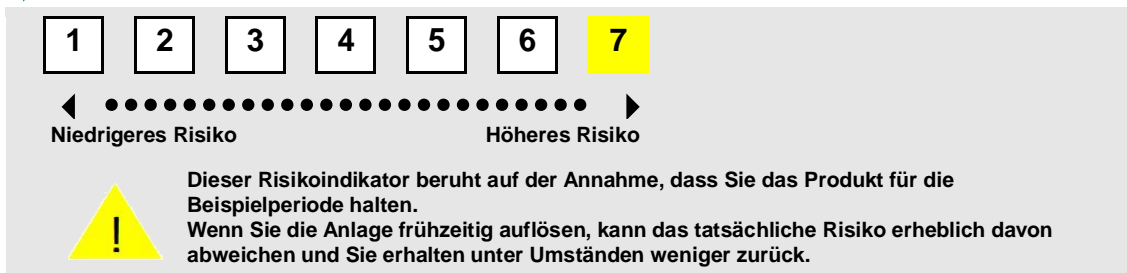 1 2 3 4 5 6 7
Niedrigeres Risiko Höheres Risiko
!
Dieser Risikoindikator beruht auf der Annahme, dass Sie das Produkt für die
Beispielperiode halten.
Wenn Sie die Anlage frühzeitig auflösen, kann das tatsächliche Risiko erheblich davon
abweichen und Sie erhalten unter Umständen weniger zurück.